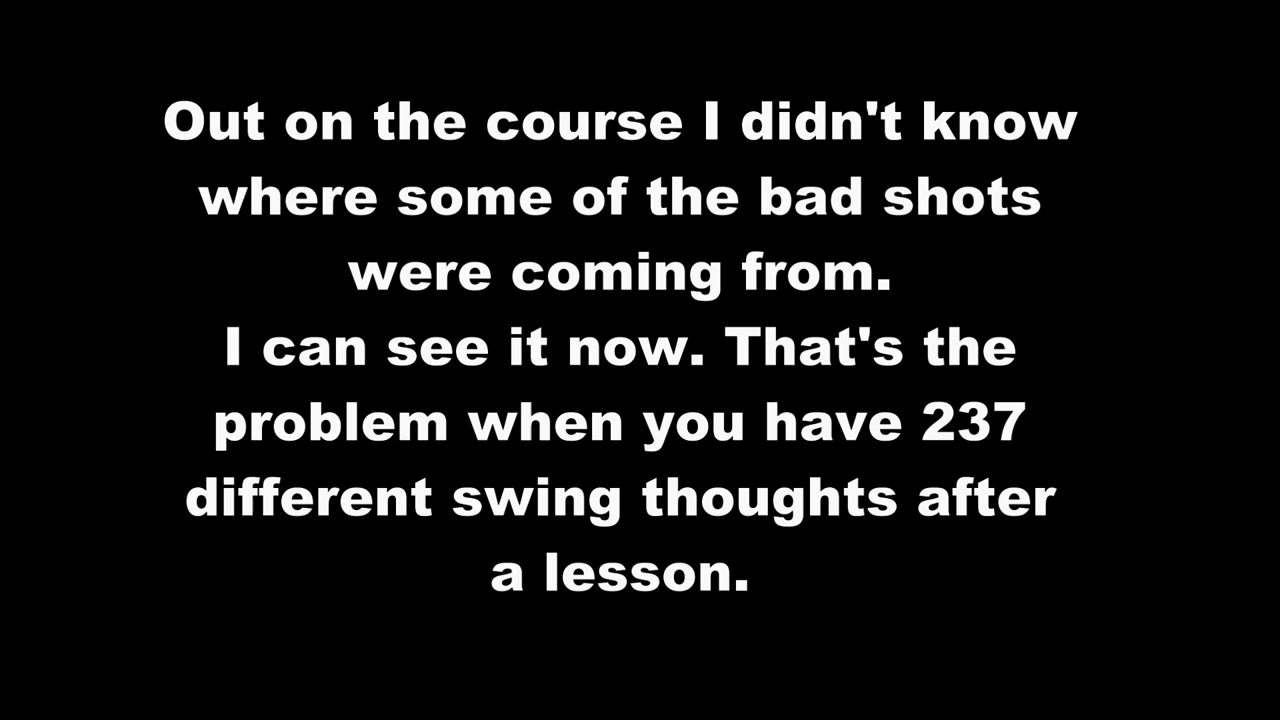 Out on the course I didn't know
where some of the bad shots
were coming from.
I can see it now. That's the
problem when you have 237
different swing thoughts after
a lesson.